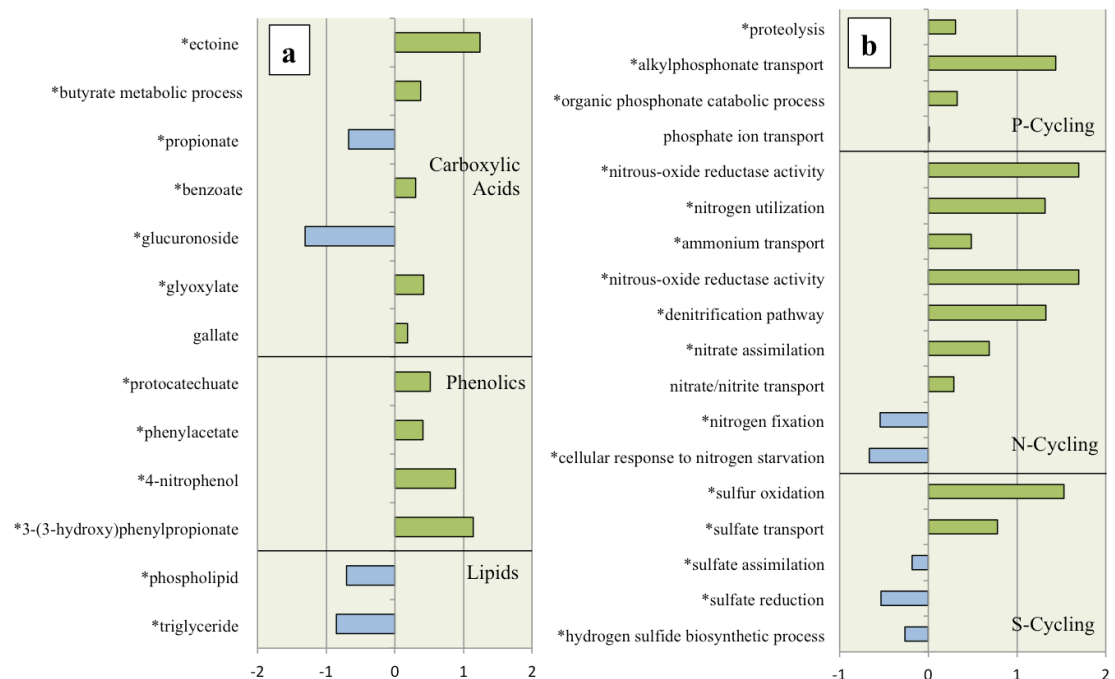 a
*ectoine
*butyrate metabolic process
*propionate
*benzoate
*glucuronoside
*glyoxylate
gallate
Carboxylic
Acids
*protocatechuate
*phenylacetate
*4-nitrophenol
*3-(3-hydroxy)phenylpropionate
Phenolics
*phospholipid
*triglyceride
Lipids
-2 -1 0 1 2
b
*proteolysis
*alkylphosphonate transport
*organic phosphonate catabolic process
phosphate ion transport
P-Cycling
*nitrous-oxide reductase activity
*nitrogen utilization
*ammonium transport
*nitrous-oxide reductase activity
*denitrification pathway
*nitrate assimilation
nitrate/nitrite transport
*nitrogen fixation
*cellular response to nitrogen starvation
N-Cycling
*sulfur oxidation
*sulfate transport
*sulfate assimilation
*sulfate reduction
*hydrogen sulfide biosynthetic process
S-Cycling
-1 0 1 2